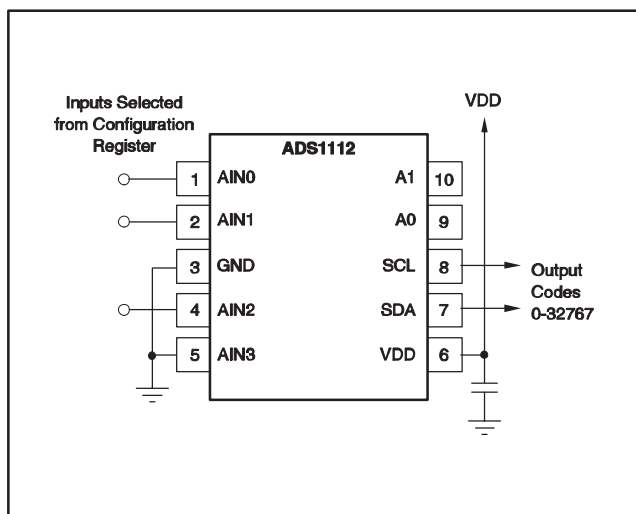 Inputs Selected
from Configuration
Register
VDD
ADS1112
1 AIN0 A1 10
2 AIN1 A0 9
3 GND SCL 8
4 AIN2 SDA 7
5 AIN3 VDD 6
Output
Codes
0-32767